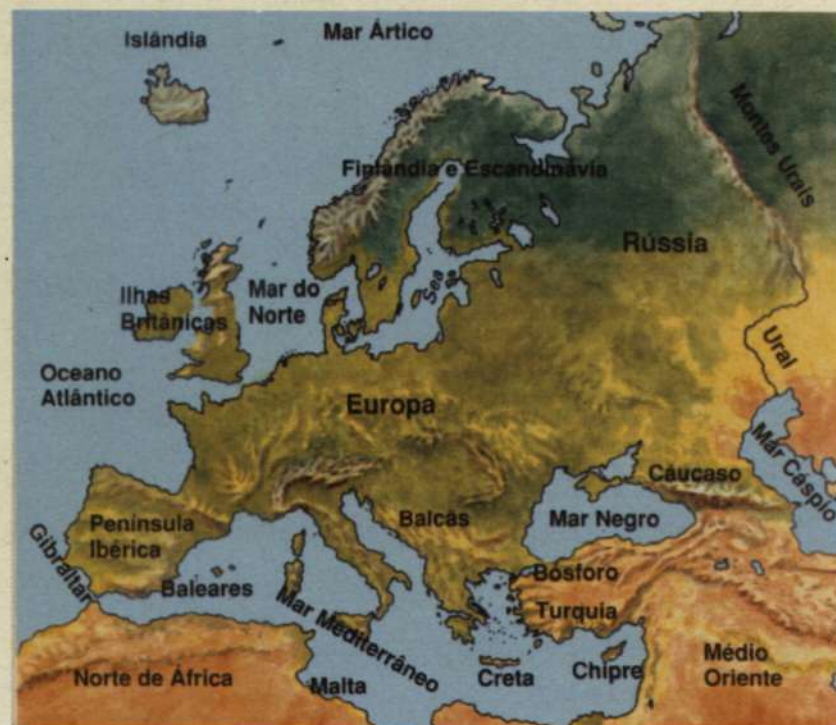 Islândia
Mar Ártico
Montes Urais
Finlândia e Escandinávia
Rússia
Ilhas
Britânicas
Mar do
Norte
Sea
Ural
Oceano
Atlântico
Europa
Mar Cáspio
Cáucaso
Península
Ibérica
Balcãs
Mar Negro
Gibraltar
Baleares
Bósforo
Mar Mediterrâneo
Turquia
Norte de África
Malta
Creta
Chipre
Médio
Oriente